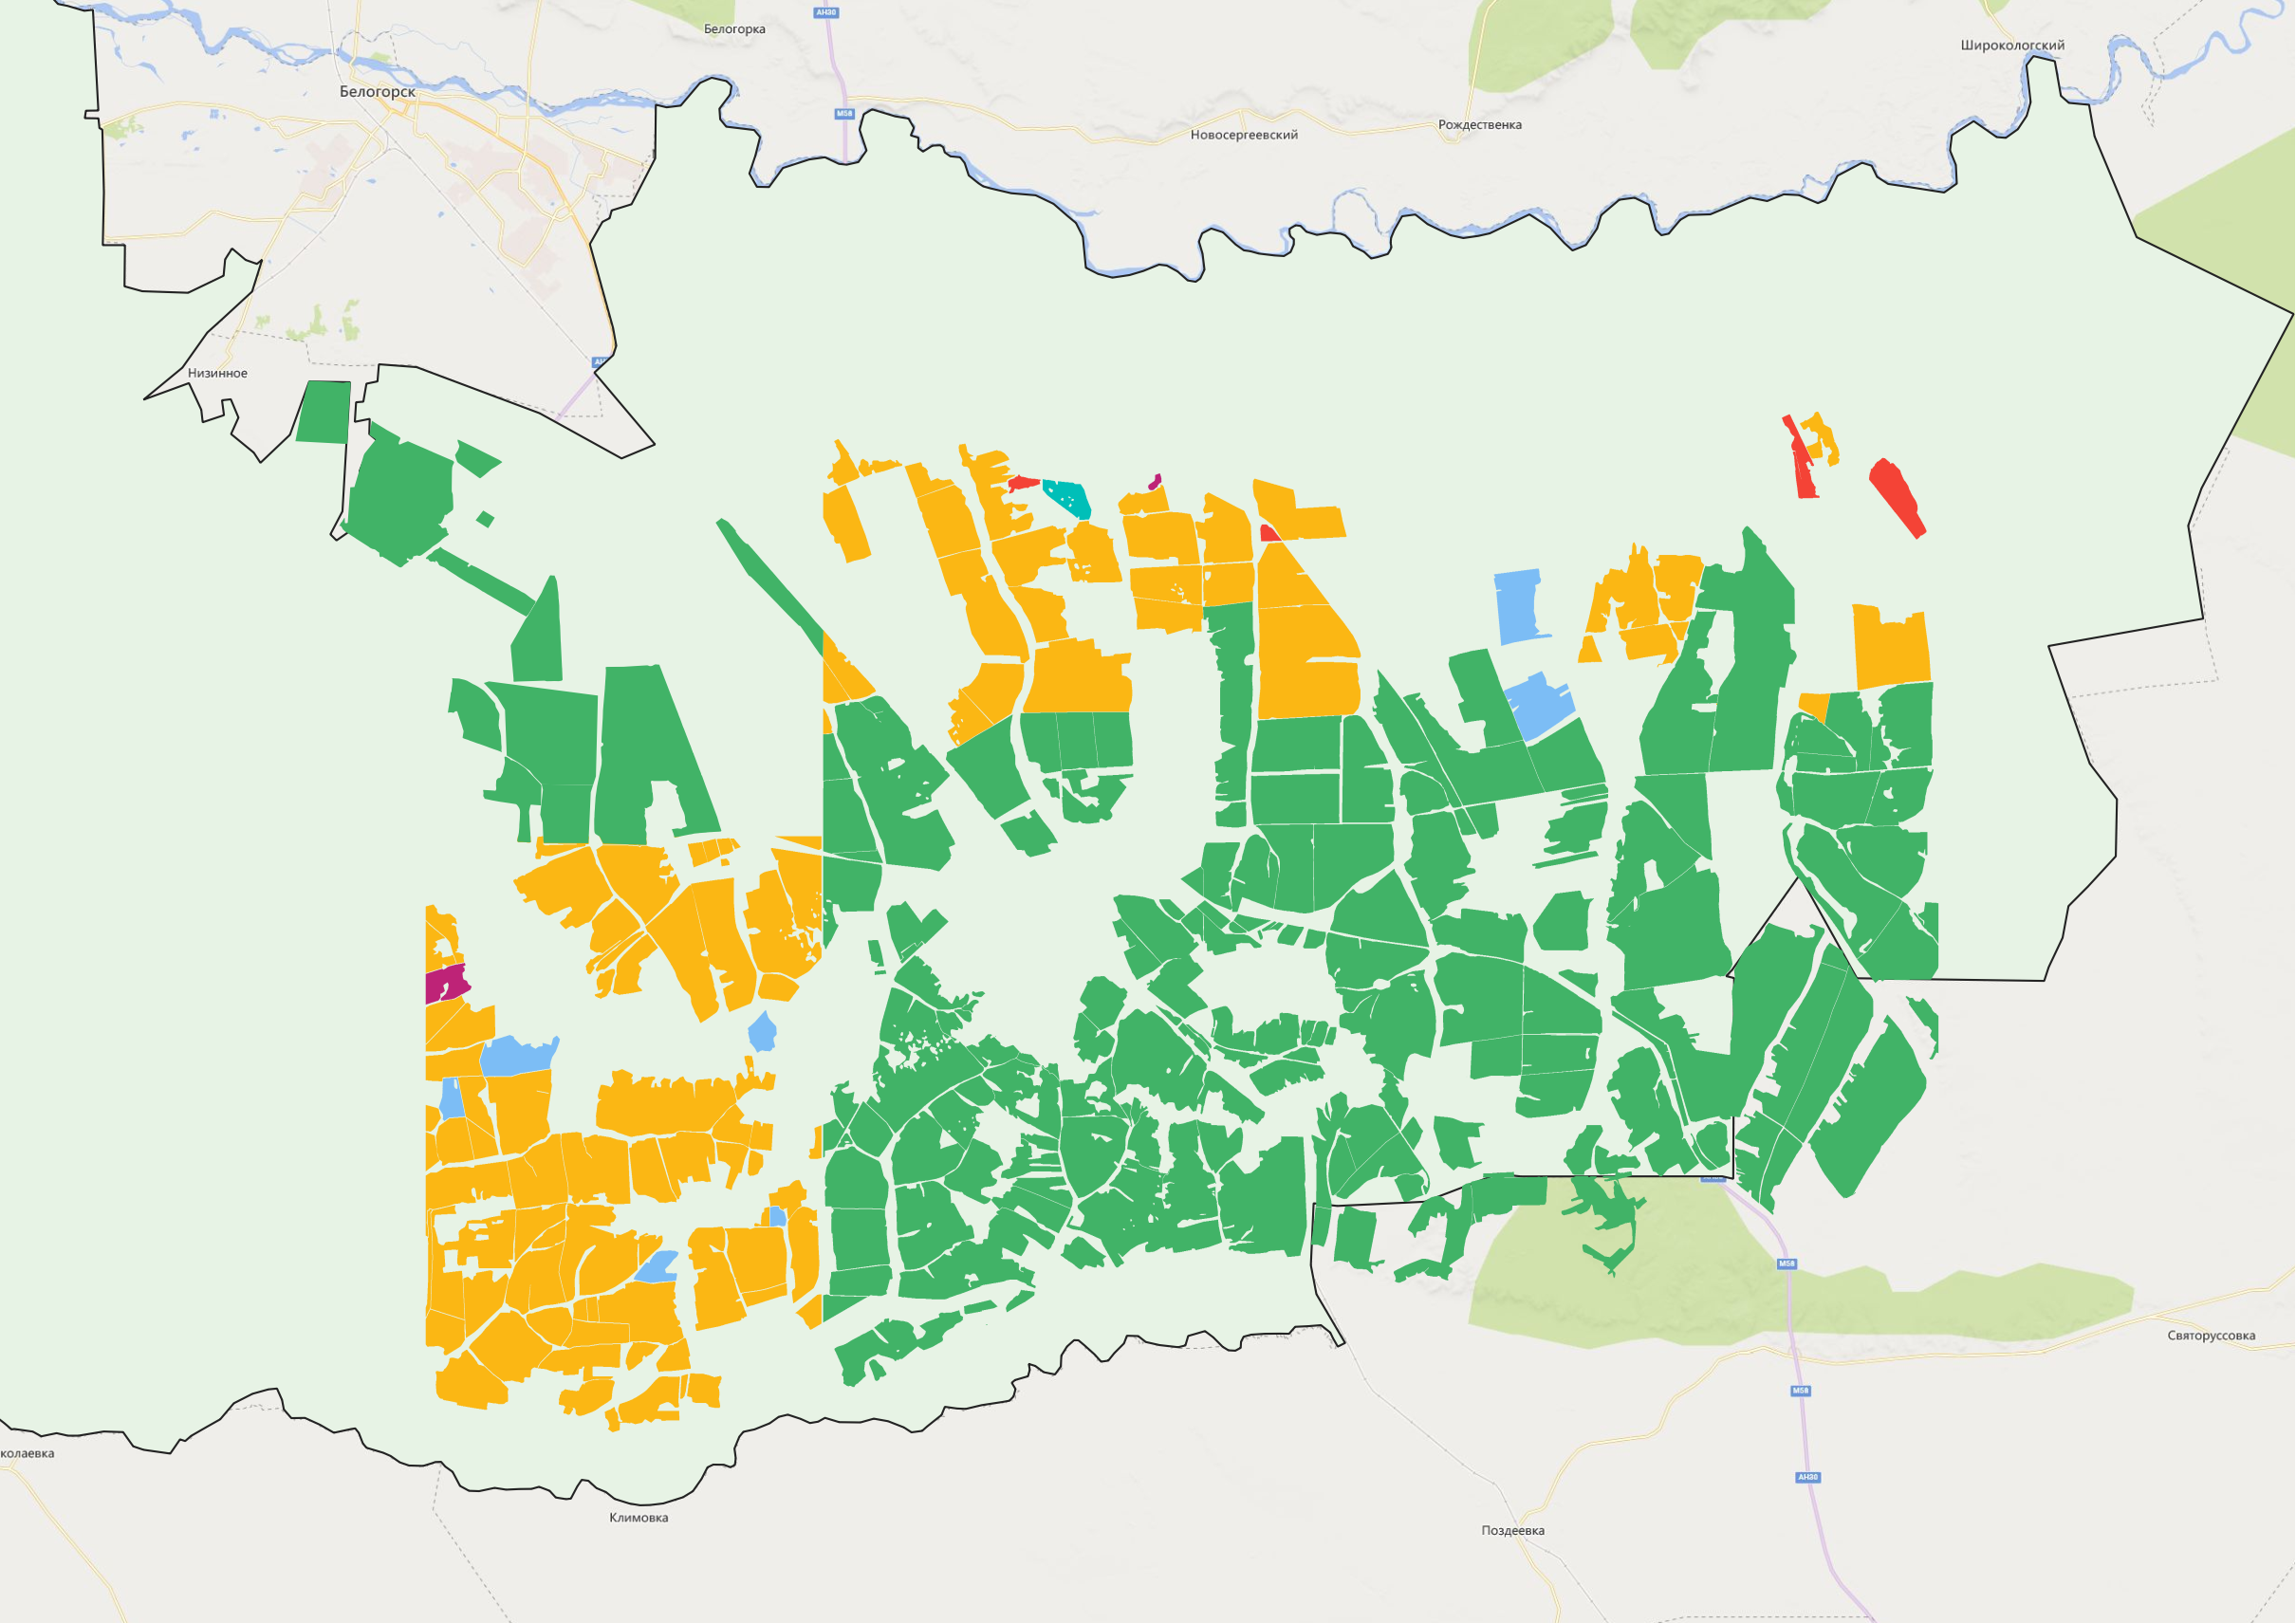 АН30
Белогорка
Широкологский
Белогорск
М58
Рождественка
Новосергеевский
Низинное
М58
Святоруссовка
М58
колаевка
АН30
Климовка
Поздеевка